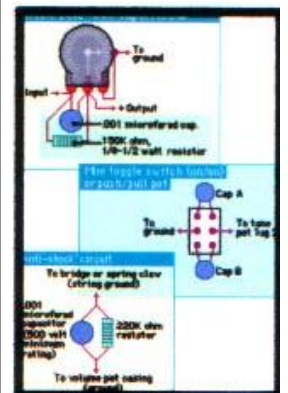 To
ground
Input
+ Output
.001 microfarad cap.
150K ohm,
1/8-1/2 watt resistor
Mini toggle switch (on/on)
or push/pull pot
Cap A
To
ground
To tone
pot lug 2
Cap B
Anti-shock circuit
To bridge or spring claw
(string ground)
.001
microfarad
capacitor
(500 volt
minimum
rating)
220K ohm
resistor
To volume pot casing
(ground)